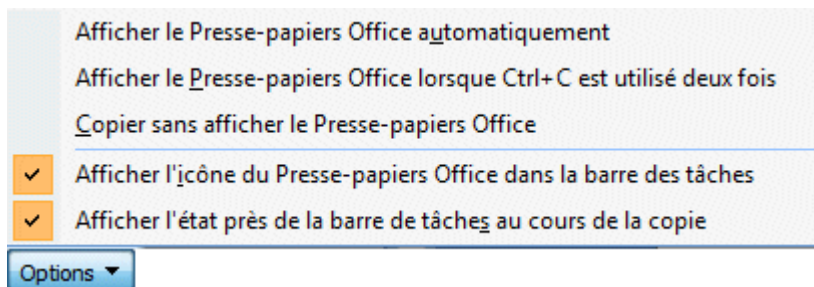 Afficher le Presse-papiers Office automatiquement
Afficher le Presse-papiers Office lorsque Ctrl+C est utilisé deux fois
Copier sans afficher le Presse-papiers Office
Afficher l'icône du Presse-papiers Office dans la barre des tâches
Afficher l'état près de la barre de tâches au cours de la copie
Options